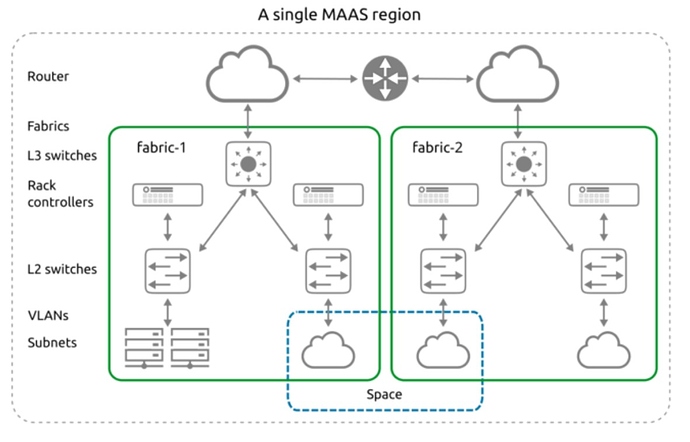 A single MAAS region
Router
Fabrics
fabric-1
fabric-2
L3 switches
Rack
controllers
L2 switches
VLANs
Subnets
Space